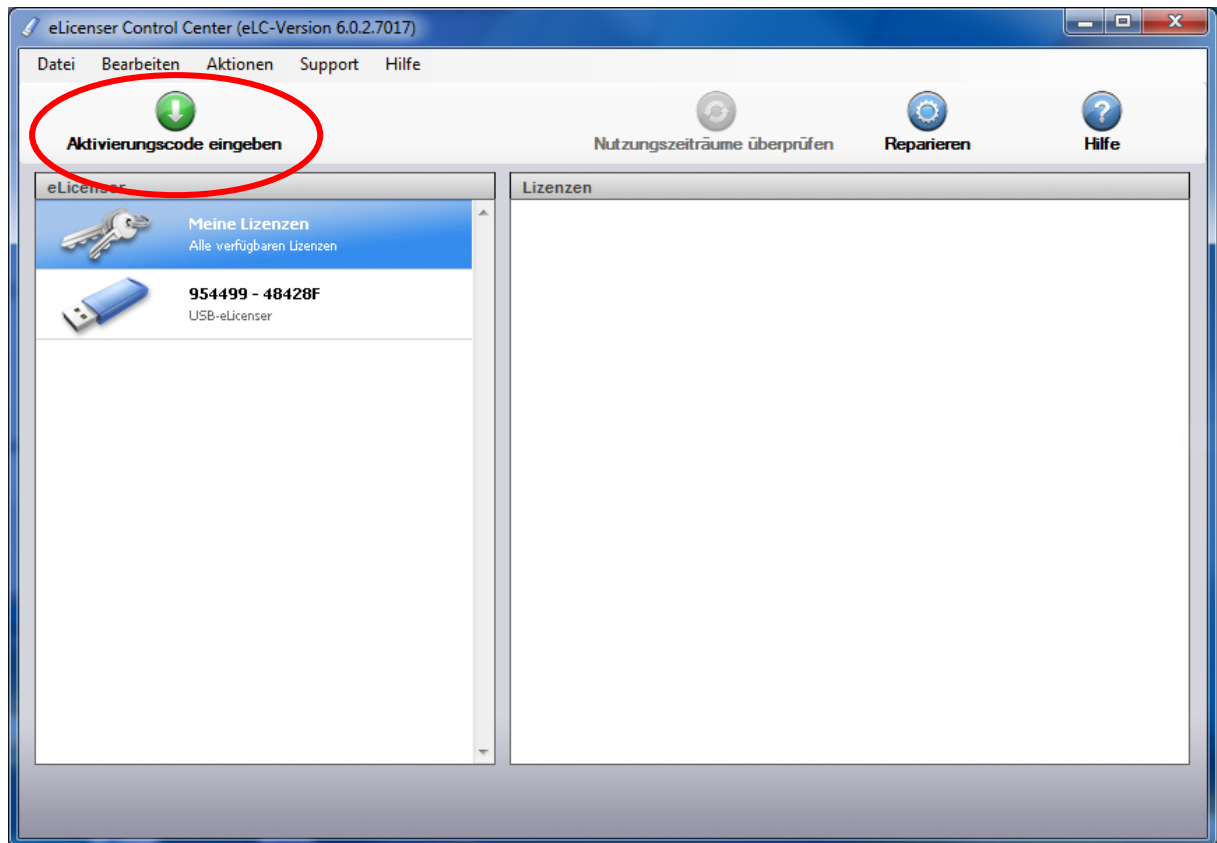 eLicenser Control Center (eLC-Version 6.0.2.7017)
Datei Bearbeiten Aktionen Support Hilfe
Aktivierungscode eingeben
Nutzungszeiträume überprüfen
Reparieren
Hilfe
eLicenser
Lizenzen
Meine Lizenzen
Alle verfügbaren Lizenzen
954499 - 48428F
USB-eLicenser